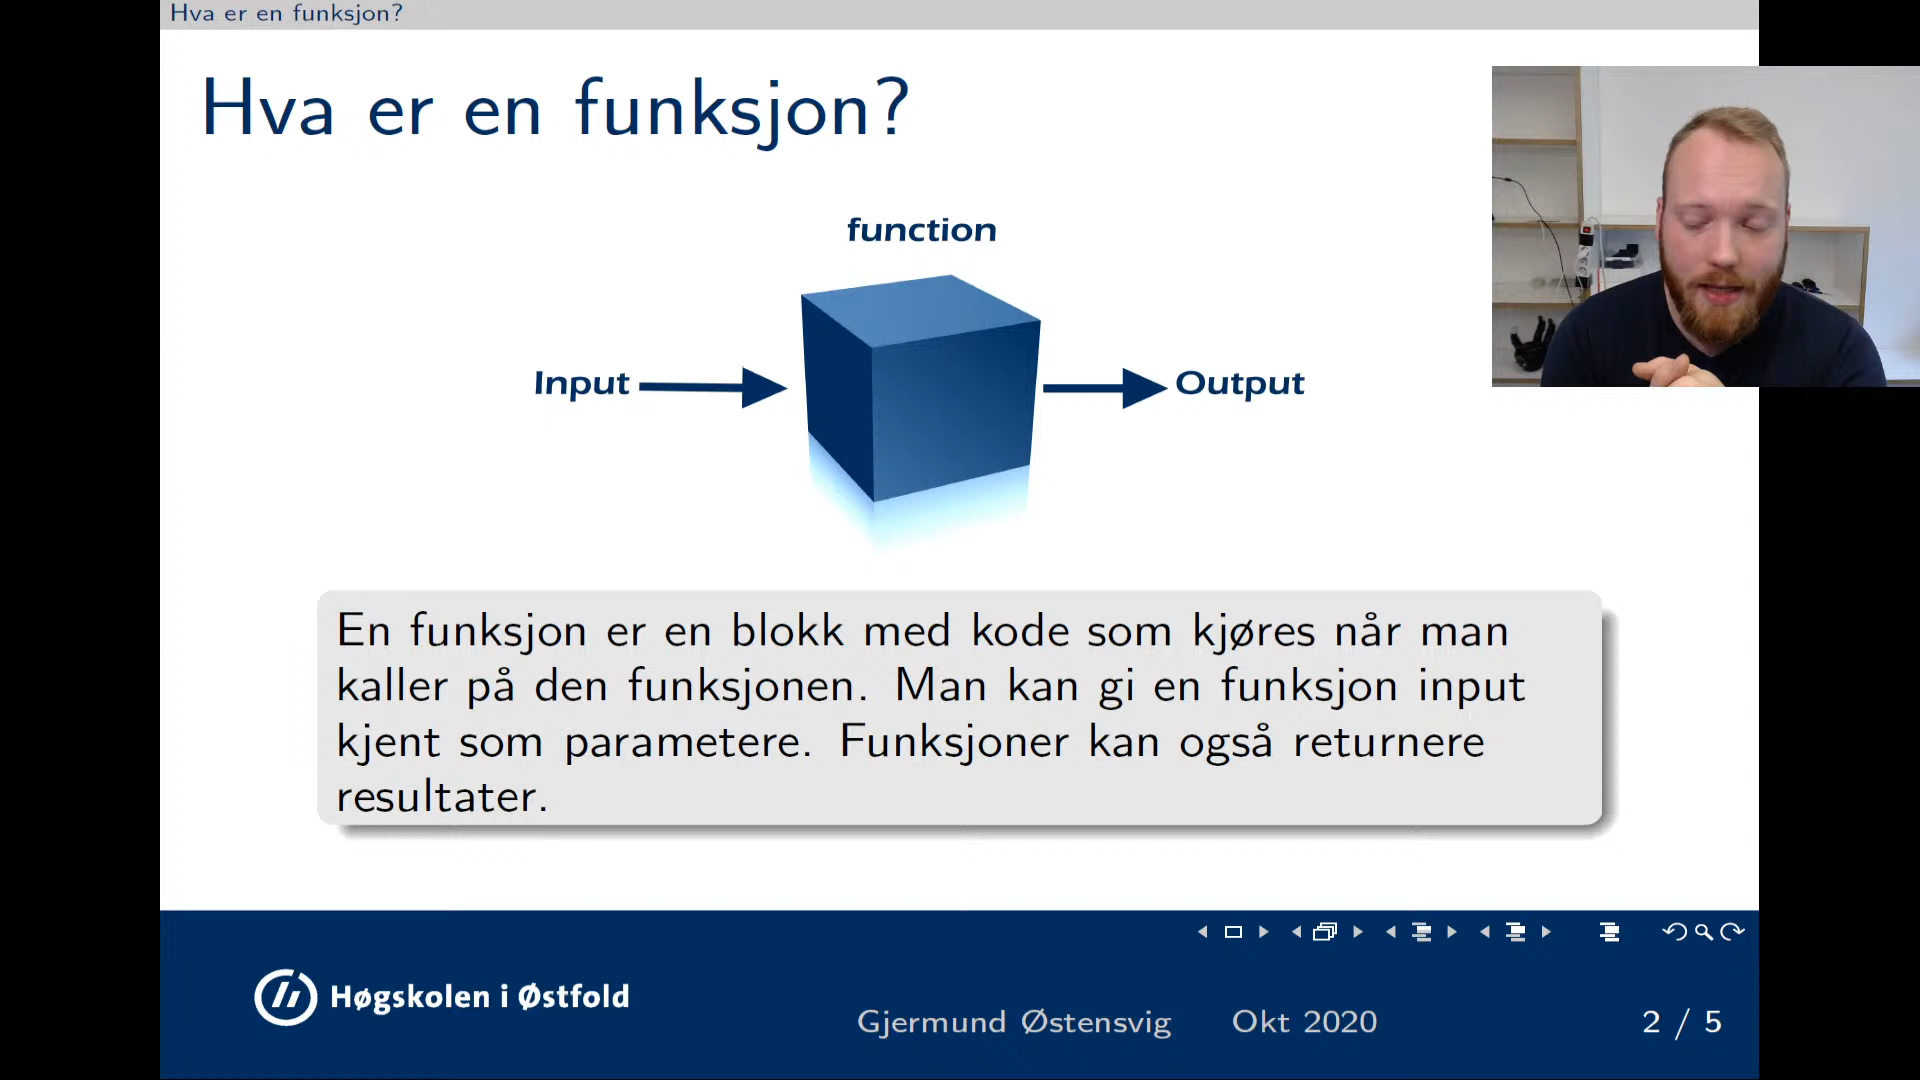 Hva er en funksjon?
Hva er en funksjon?
function
Input
Output
En funksjon er en blokk med kode som kjøres når man
kaller på den funksjonen. Man kan gi en funksjon input
kjent som parametere. Funksjoner kan også returnere
resultater.
Høgskolen i Østfold
Gjermund Østensvig
Okt 2020
2 / 5